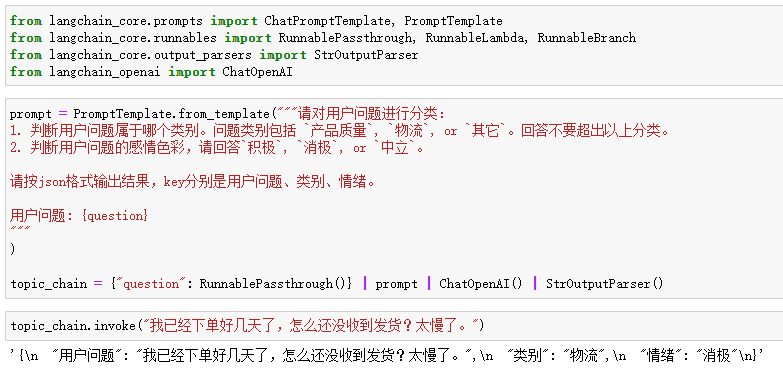 from langchain_core.prompts import ChatPromptTemplate, PromptTemplate
from langchain_core.runnables import RunnablePassthrough, RunnableLambda, RunnableBranch
from langchain_core.output_parsers import StrOutputParser
from langchain_openai import ChatOpenAI
prompt = PromptTemplate.from_template("""请对用户问题进行分类：
1. 判断用户问题属于哪个类别。问题类别包括 `产品质量`, `物流`, or `其它`。回答不要超出以上分类。
2. 判断用户问题的感情色彩，请回答`积极`, `消极`, or `中立`。
请按json格式输出结果，key分别是用户问题、类别、情绪。
用户问题: {question}
"""
)
topic_chain = {"question": RunnablePassthrough()} | prompt | ChatOpenAI() | StrOutputParser()
topic_chain.invoke("我已经下单好几天了，怎么还没收到发货？太慢了。")
'{\n  "用户问题": "我已经下单好几天了，怎么还没收到发货？太慢了。",\n  "类别": "物流",\n  "情绪": "消极"\n}'